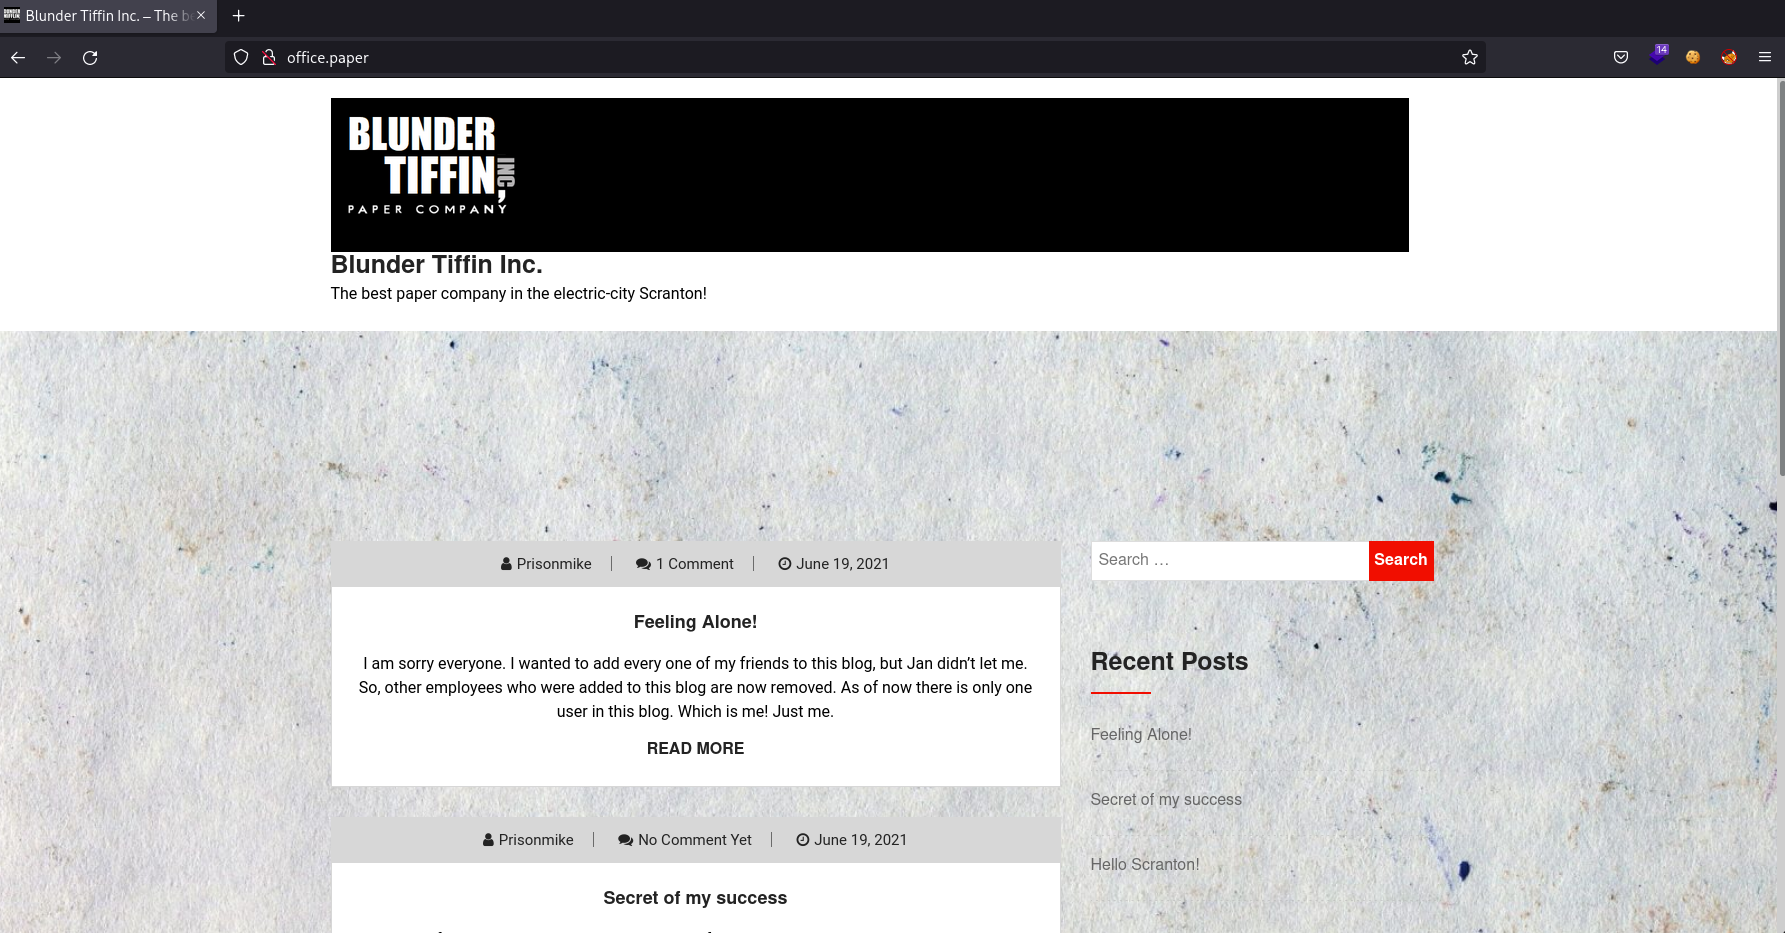 Blunder Tiffin Inc. – The be
office.paper
14
BLUNDER
TIFFIN, INC
PAPER COMPANY
Blunder Tiffin Inc.
The best paper company in the electric-city Scranton!
Prisonmike | 1 Comment | June 19, 2021
Feeling Alone!
I am sorry everyone. I wanted to add every one of my friends to this blog, but Jan didn’t let me.
So, other employees who were added to this blog are now removed. As of now there is only one
user in this blog. Which is me! Just me.
READ MORE
Prisonmike | No Comment Yet | June 19, 2021
Secret of my success
Search …
Search
Recent Posts
Feeling Alone!
Secret of my success
Hello Scranton!